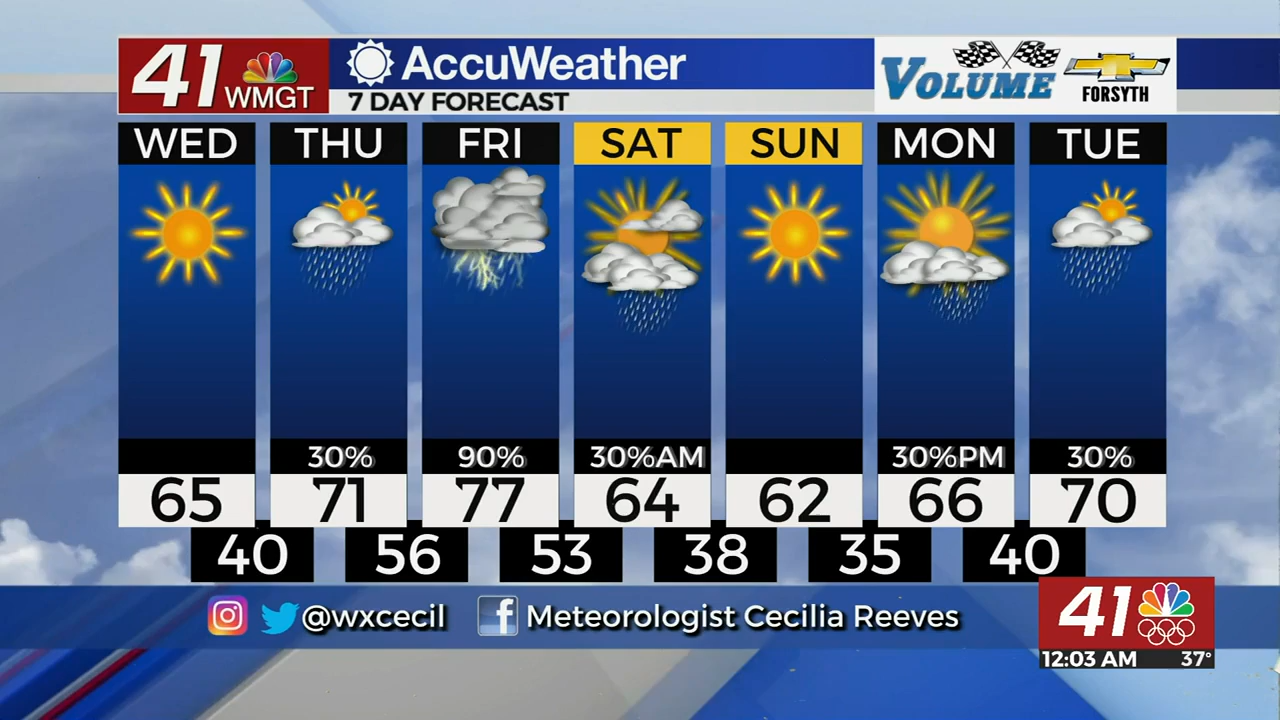 41 WMGT
AccuWeather
7 DAY FORECAST
VOLUME
FORSYTH
WED THU FRI SAT SUN MON TUE
30% 90% 30%AM 30%PM 30%
65 71 77 64 62 66 70
40 56 53 38 35 40
@wxcecil
Meteorologist Cecilia Reeves
41
12:03 AM 37°